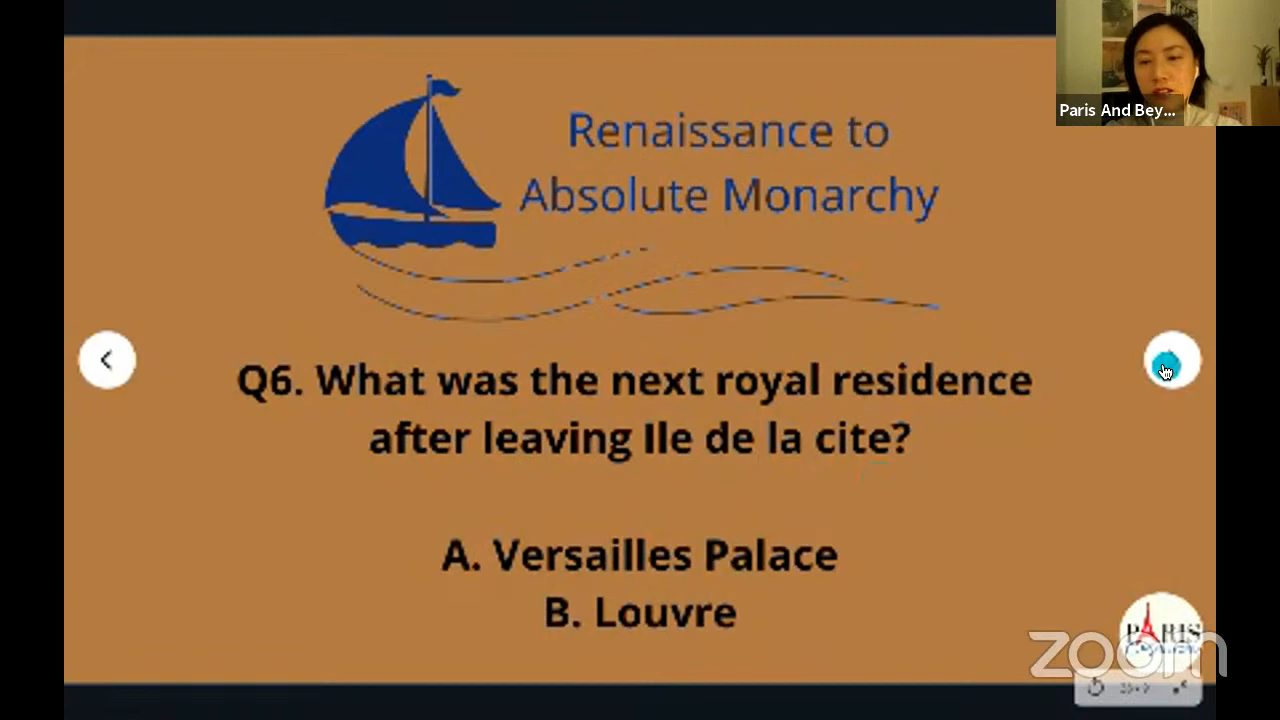 Paris And Bey...
Renaissance to
Absolute Monarchy
Q6. What was the next royal residence
after leaving Ile de la cite?
A. Versailles Palace
B. Louvre
PARIS
zoom